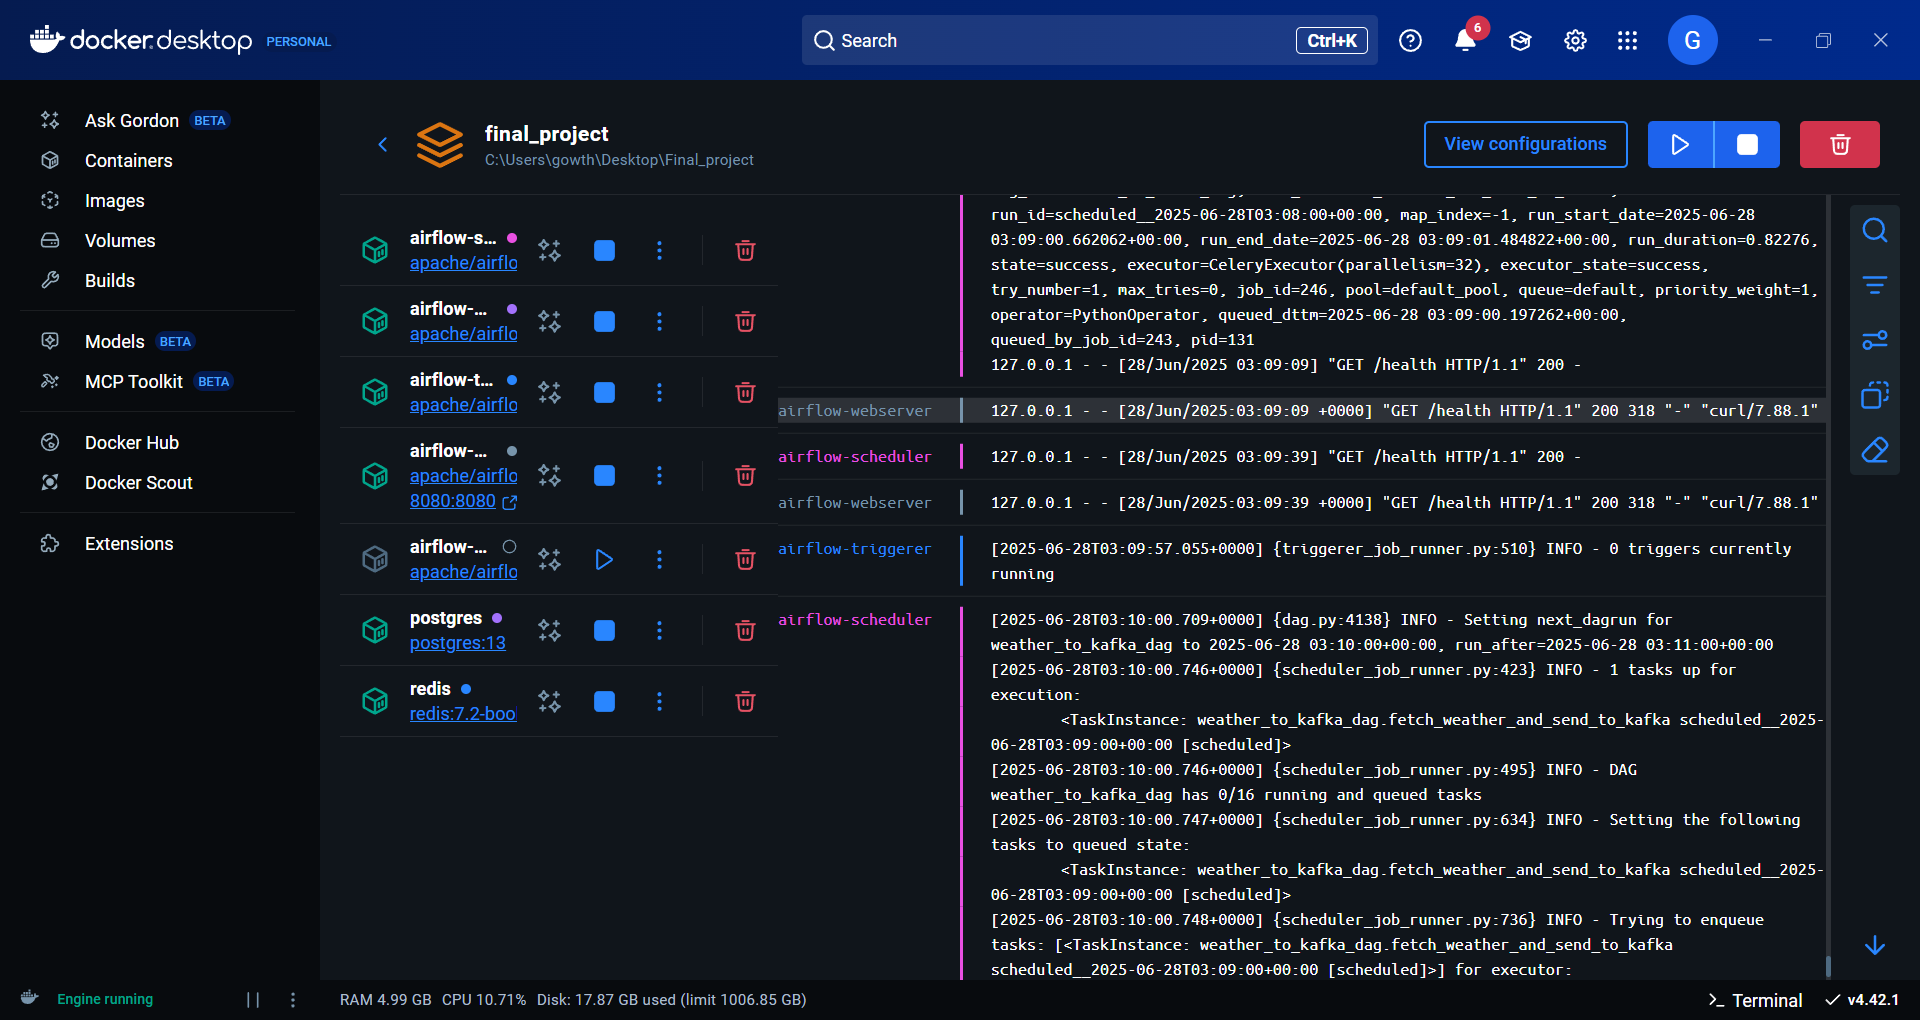 docker.desktop PERSONAL
Search
Ctrl+K
6
G
Ask Gordon BETA
Containers
Images
Volumes
Builds
Models BETA
MCP Toolkit BETA
Docker Hub
Docker Scout
Extensions
final_project
C:\Users\gowth\Desktop\Final_project
View configurations
airflow-s...
apache/airflo
airflow-...
apache/airflo
airflow-t...
apache/airflo
airflow-...
apache/airflo
8080:8080
airflow-...
apache/airflo
postgres
postgres:13
redis
redis:7.2-boo
run_id=scheduled__2025-06-28T03:08:00+00:00, map_index=-1, run_start_date=2025-06-28
03:09:00.662062+00:00, run_end_date=2025-06-28 03:09:01.484822+00:00, run_duration=0.82276,
state=success, executor=CeleryExecutor(parallelism=32), executor_state=success,
try_number=1, max_tries=0, job_id=246, pool=default_pool, queue=default, priority_weight=1,
operator=PythonOperator, queued_dttm=2025-06-28 03:09:00.197262+00:00,
queued_by_job_id=243, pid=131
127.0.0.1 - - [28/Jun/2025 03:09:09] "GET /health HTTP/1.1" 200 -
airflow-webserver 127.0.0.1 - - [28/Jun/2025:03:09:09 +0000] "GET /health HTTP/1.1" 200 318 "-" "curl/7.88.1"
airflow-scheduler 127.0.0.1 - - [28/Jun/2025 03:09:39] "GET /health HTTP/1.1" 200 -
airflow-webserver 127.0.0.1 - - [28/Jun/2025:03:09:39 +0000] "GET /health HTTP/1.1" 200 318 "-" "curl/7.88.1"
airflow-triggerer [2025-06-28T03:09:57.055+0000] {triggerer_job_runner.py:510} INFO - 0 triggers currently
running
airflow-scheduler [2025-06-28T03:10:00.709+0000] {dag.py:4138} INFO - Setting next_dagrun for
weather_to_kafka_dag to 2025-06-28 03:10:00+00:00, run_after=2025-06-28 03:11:00+00:00
[2025-06-28T03:10:00.746+0000] {scheduler_job_runner.py:423} INFO - 1 tasks up for
execution:
<TaskInstance: weather_to_kafka_dag.fetch_weather_and_send_to_kafka scheduled__2025-
06-28T03:09:00+00:00 [scheduled]>
[2025-06-28T03:10:00.746+0000] {scheduler_job_runner.py:495} INFO - DAG
weather_to_kafka_dag has 0/16 running and queued tasks
[2025-06-28T03:10:00.747+0000] {scheduler_job_runner.py:634} INFO - Setting the following
tasks to queued state:
<TaskInstance: weather_to_kafka_dag.fetch_weather_and_send_to_kafka scheduled__2025-
06-28T03:09:00+00:00 [scheduled]>
[2025-06-28T03:10:00.748+0000] {scheduler_job_runner.py:736} INFO - Trying to enqueue
tasks: [<TaskInstance: weather_to_kafka_dag.fetch_weather_and_send_to_kafka
scheduled__2025-06-28T03:09:00+00:00 [scheduled]>] for executor:
Engine running
RAM 4.99 GB CPU 10.71% Disk: 17.87 GB used (limit 1006.85 GB)
>_ Terminal
v4.42.1